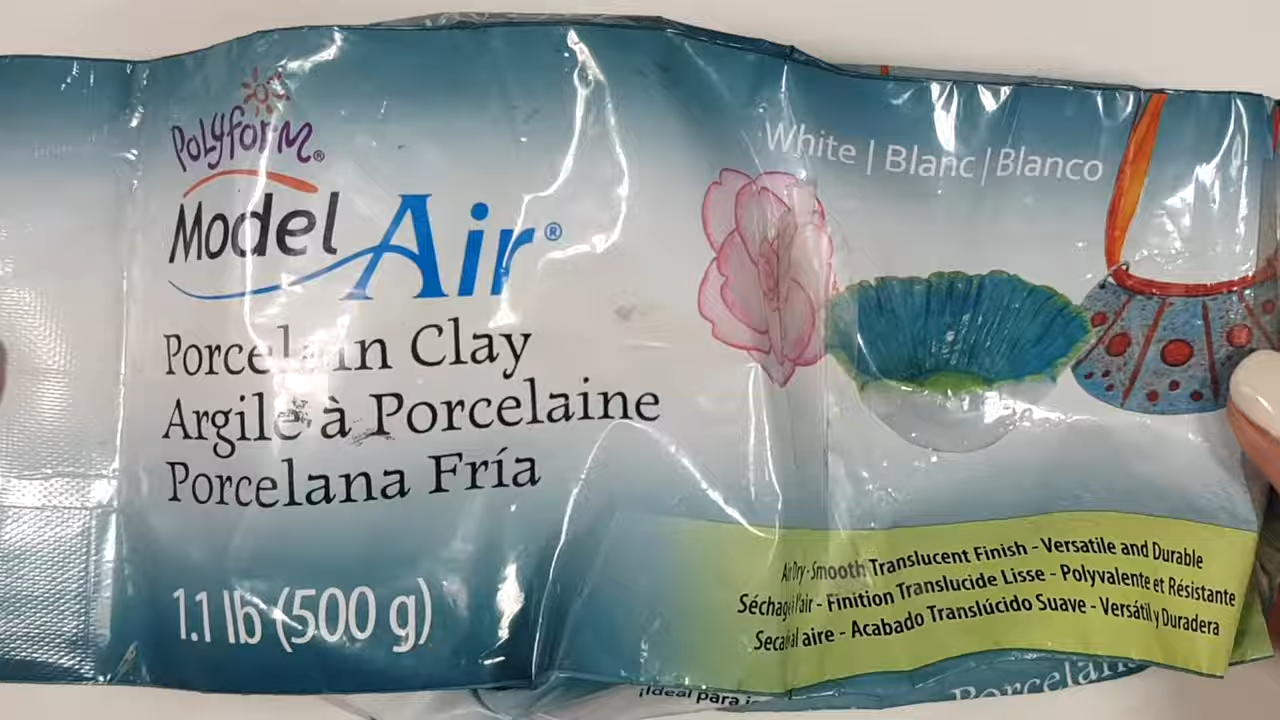 Polyform®
Model Air®
Porcelain Clay
Argile à Porcelaine
Porcelana Fría
1.1 lb (500 g)
White | Blanc | Blanco
Air Dry - Smooth Translucent Finish - Versatile and Durable
Séchage à l'air - Finition Translucide Lisse - Polyvalente et Résistante
Secado al aire - Acabado Translúcido Suave - Versátil y Duradera
¡Ideal para